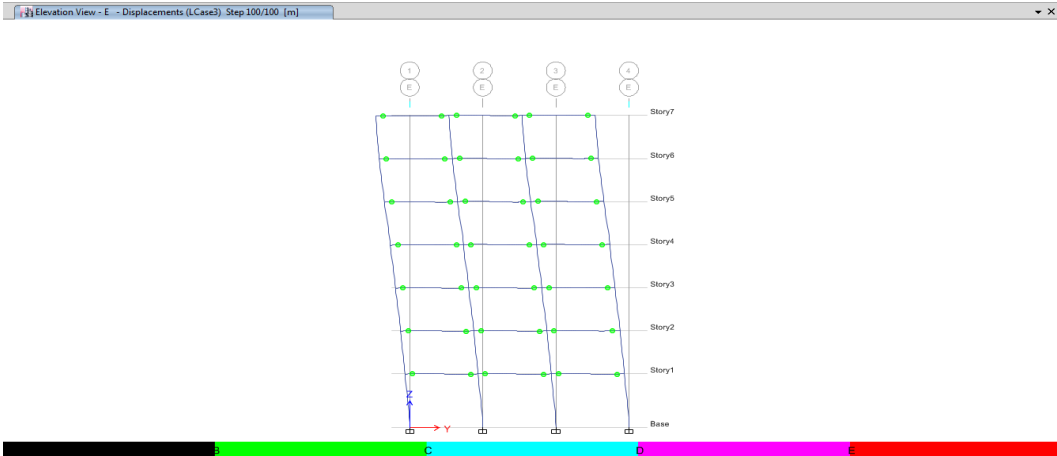 Elevation View - E - Displacements (LCase3) Step 100/100 [m]
1 2 3 4
E E E E
Story7
Story6
Story5
Story4
Story3
Story2
Story1
Z
Y
Base
B C D E